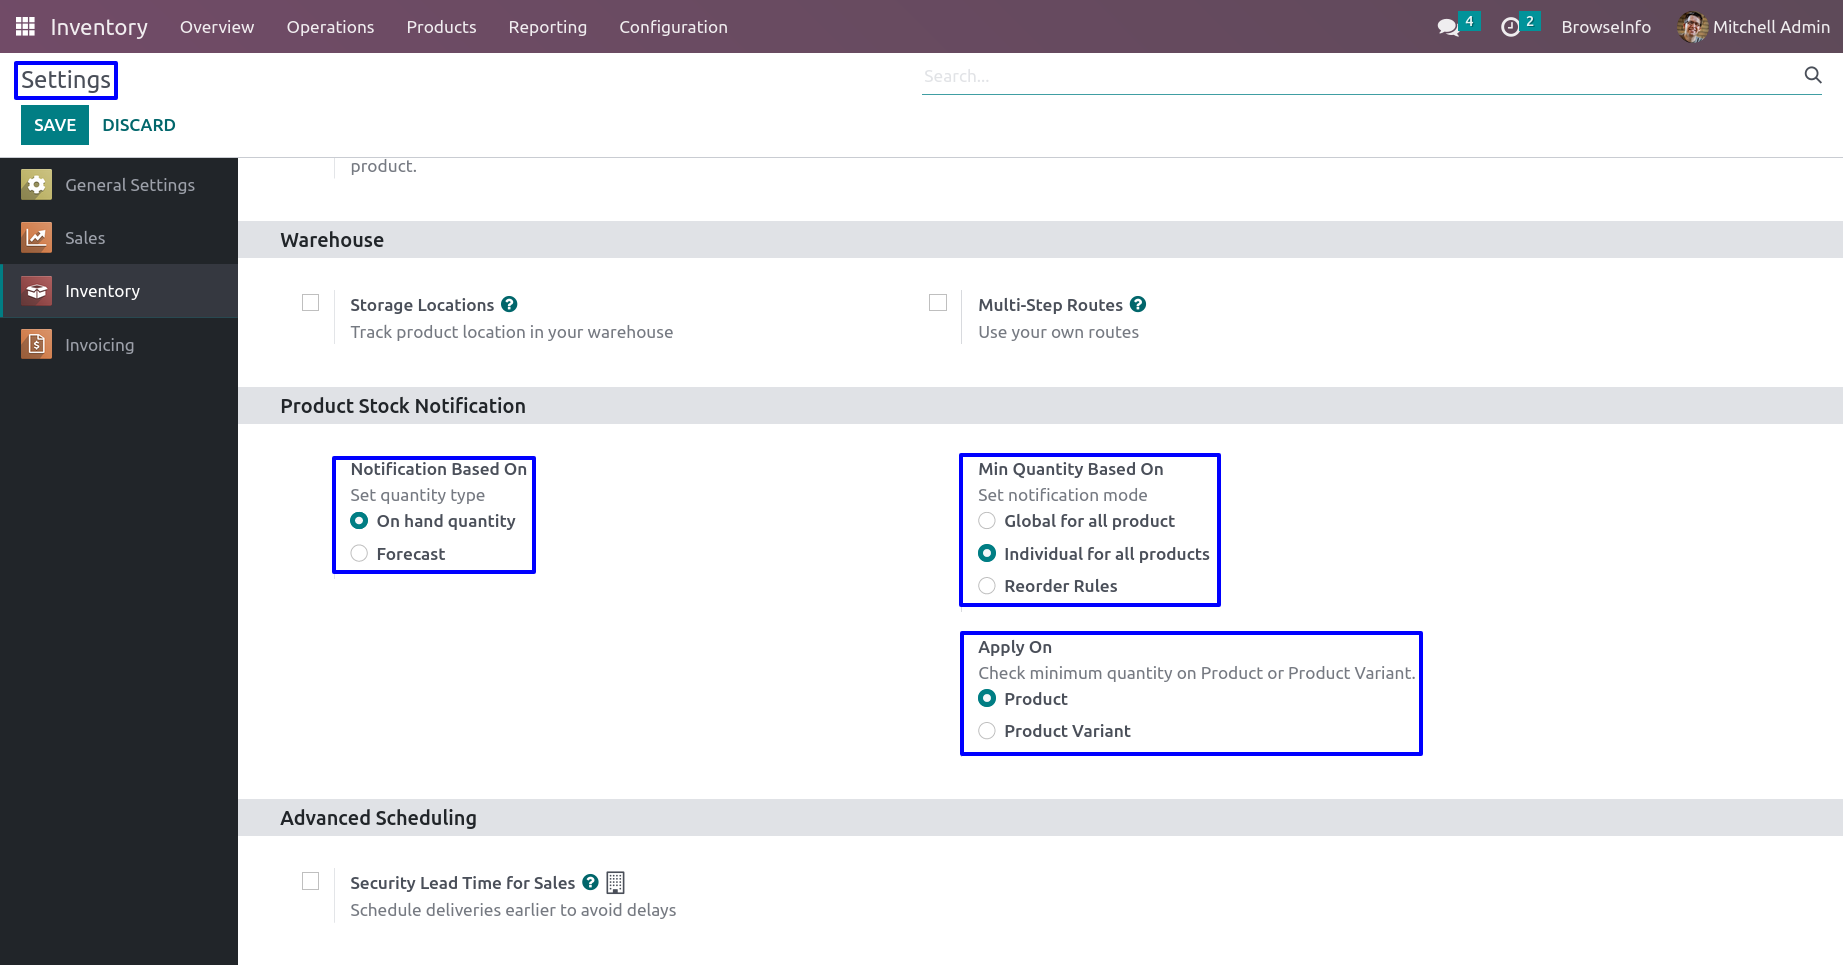 Inventory Overview Operations Products Reporting Configuration 4 2 BrowseInfo Mitchell Admin
Settings
Search...
SAVE DISCARD
General Settings
Sales
Inventory
Invoicing
product.
Warehouse
Storage Locations ?
Track product location in your warehouse
Multi-Step Routes ?
Use your own routes
Product Stock Notification
Notification Based On
Set quantity type
On hand quantity
Forecast
Min Quantity Based On
Set notification mode
Global for all product
Individual for all products
Reorder Rules
Apply On
Check minimum quantity on Product or Product Variant.
Product
Product Variant
Advanced Scheduling
Security Lead Time for Sales ?
Schedule deliveries earlier to avoid delays